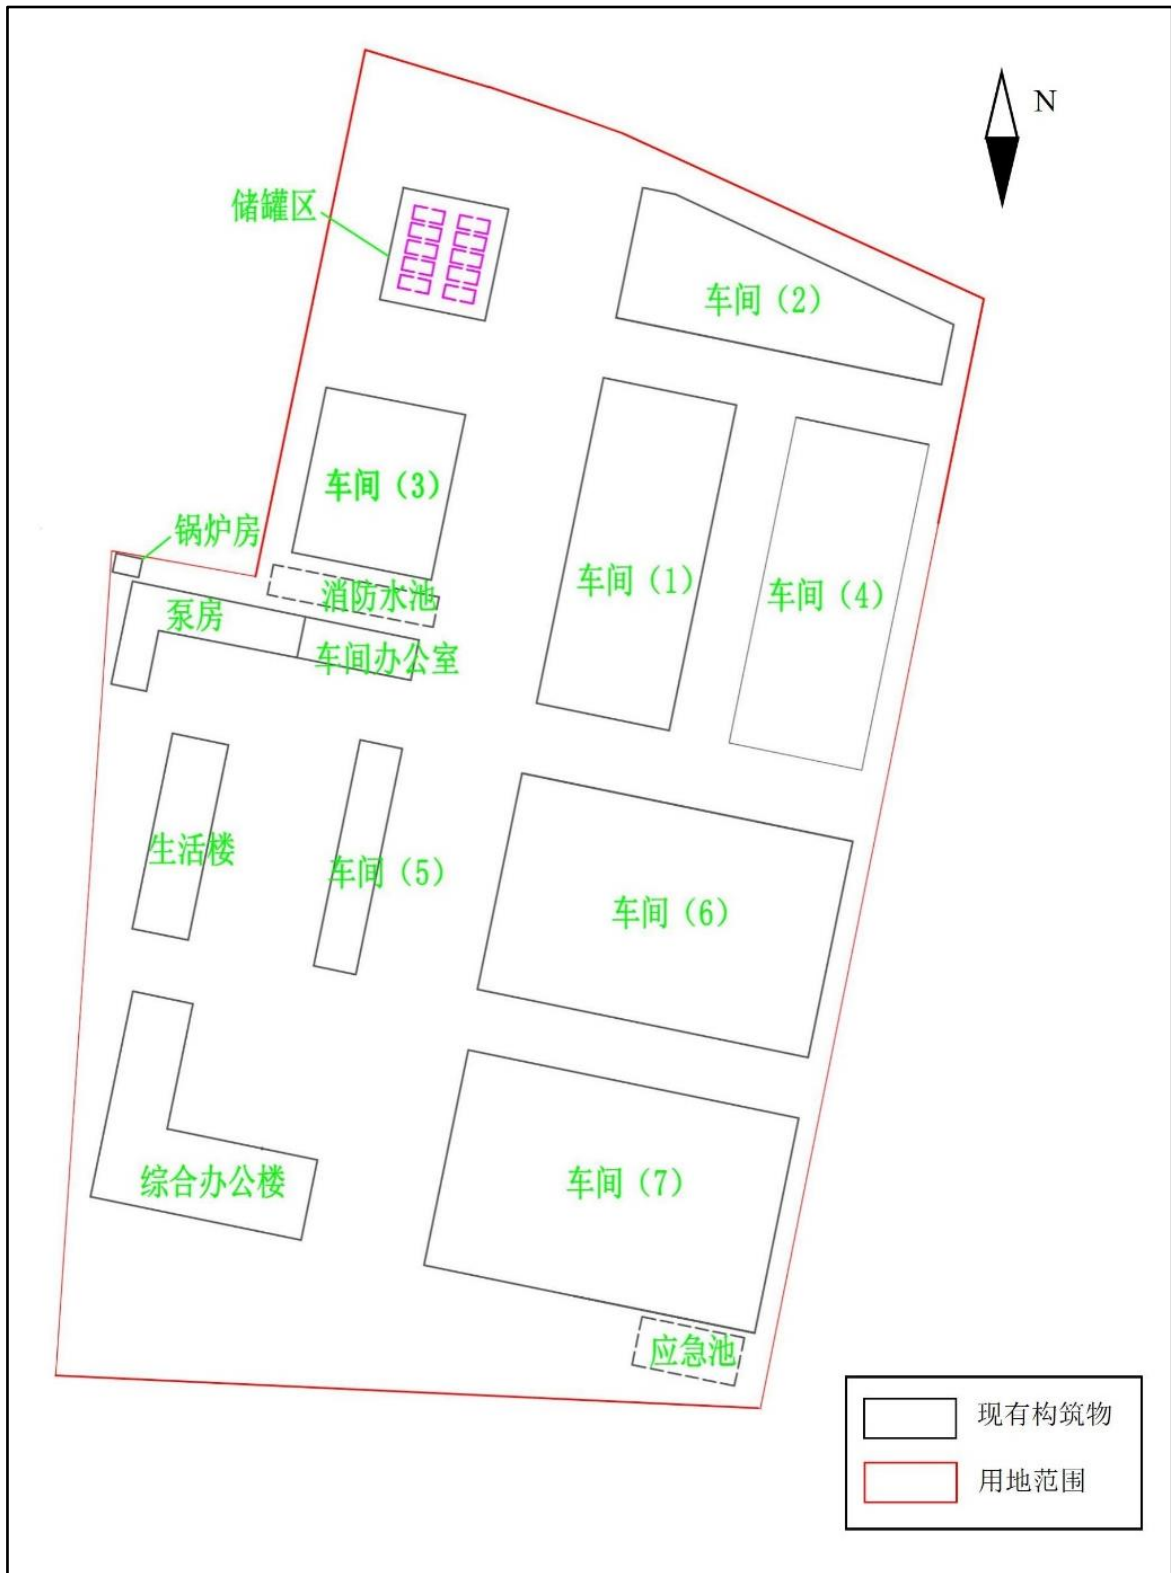 N
储罐区
车间（2）
车间（3）
锅炉房
车间（1）
车间（4）
消防水池
泵房
车间办公室
生活楼
车间（5）
车间（6）
综合办公楼
车间（7）
应急池
现有构筑物
用地范围